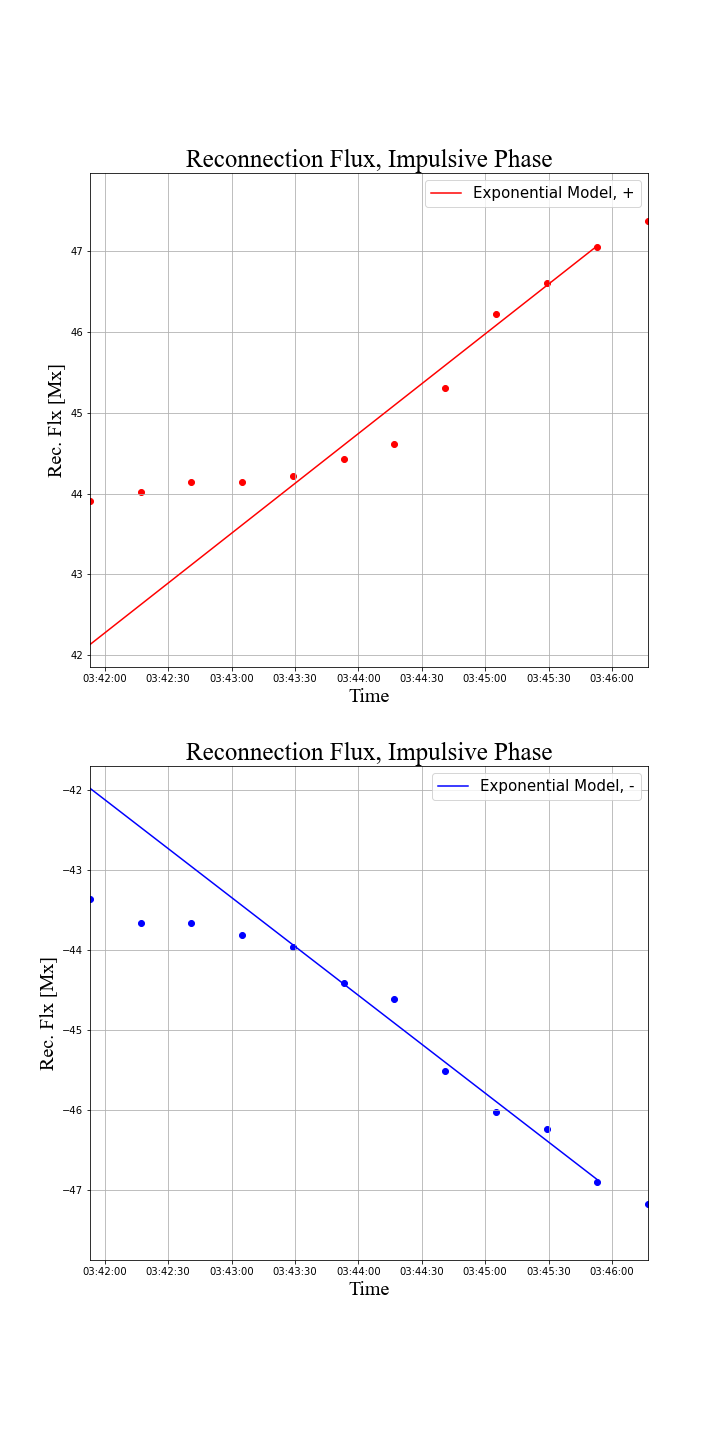 Reconnection Flux, Impulsive Phase
Exponential Model, +
47
46
45
44
43
42
Rec. Flx [Mx]
03:42:00 03:42:30 03:43:00 03:43:30 03:44:00 03:44:30 03:45:00 03:45:30 03:46:00
Time
Reconnection Flux, Impulsive Phase
Exponential Model, -
−42
−43
−44
−45
−46
−47
Rec. Flx [Mx]
03:42:00 03:42:30 03:43:00 03:43:30 03:44:00 03:44:30 03:45:00 03:45:30 03:46:00
Time